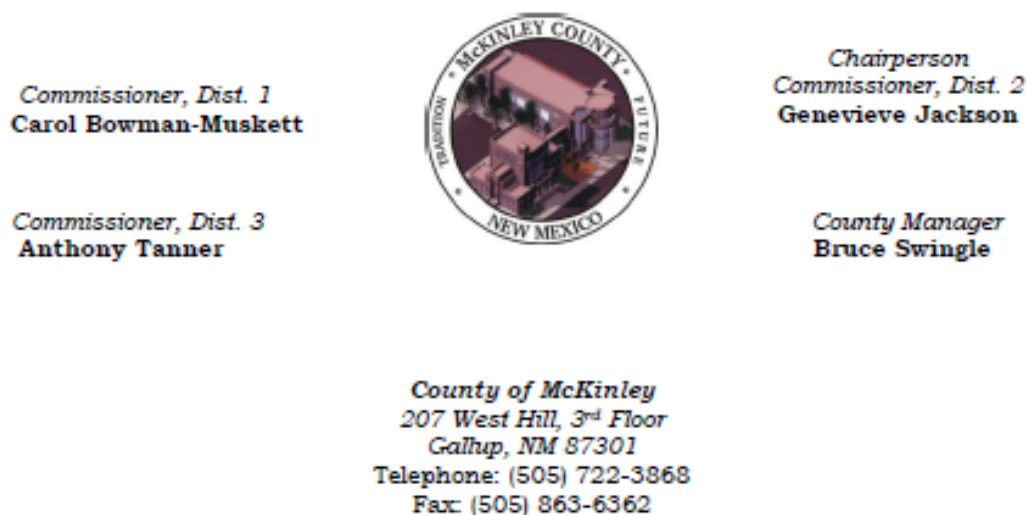 Commissioner, Dist. 1
Carol Bowman-Muskett
Commissioner, Dist. 3
Anthony Tanner
McKINLEY COUNTY
TRADITION
FUTURE
NEW MEXICO
Chairperson
Commissioner, Dist. 2
Genevieve Jackson
County Manager
Bruce Swingle
County of McKinley
207 West Hill, 3rd Floor
Gallup, NM 87301
Telephone: (505) 722-3868
Fax: (505) 863-6362